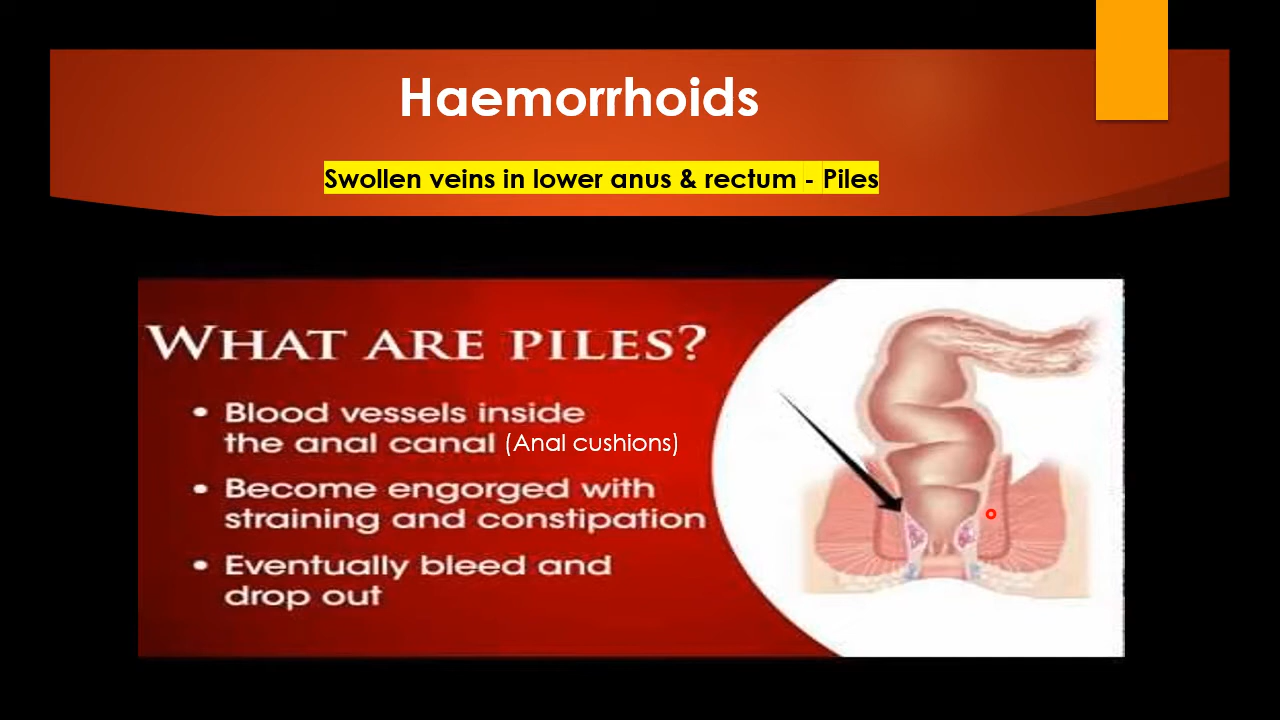 Haemorrhoids
Swollen veins in lower anus & rectum - Piles
WHAT ARE PILES?
• Blood vessels inside
the anal canal (Anal cushions)
• Become engorged with
straining and constipation
• Eventually bleed and
drop out